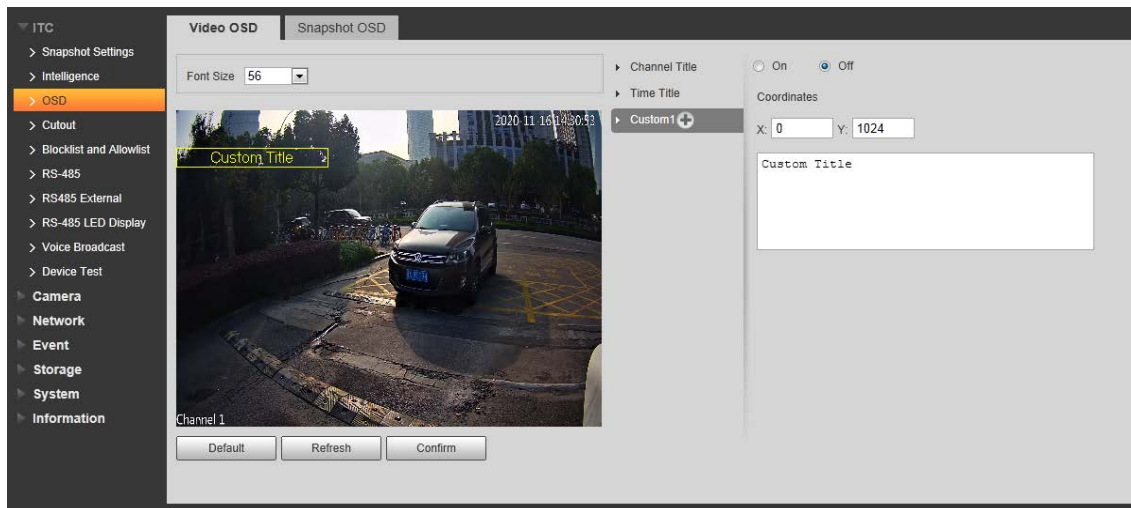 ITC
Snapshot Settings
Intelligence
OSD
Cutout
Blocklist and Allowlist
RS-485
RS485 External
RS-485 LED Display
Voice Broadcast
Device Test
Camera
Network
Event
Storage
System
Information
Video OSD
Snapshot OSD
Font Size 56
2020-11-16 14:30:53
Custom Title
Channel 1
Default Refresh Confirm
Channel Title
Time Title
Custom1
On Off
Coordinates
X: 0 Y: 1024
Custom Title